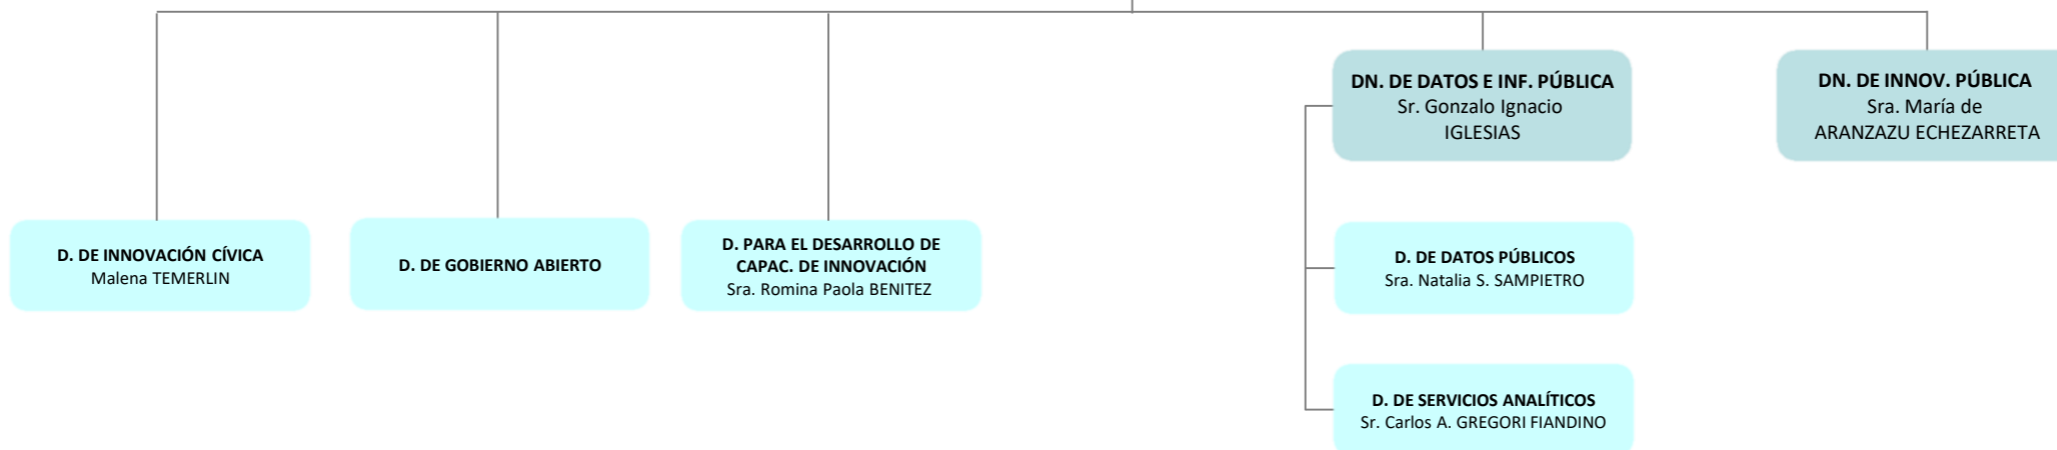 DN. DE DATOS E INF. PÚBLICA
Sr. Gonzalo Ignacio
IGLESIAS
DN. DE INNOV. PÚBLICA
Sra. María de
ARANZAZU ECHEZARRETA
D. DE INNOVACIÓN CÍVICA
Malena TEMERLIN
D. DE GOBIERNO ABIERTO
D. PARA EL DESARROLLO DE
CAPAC. DE INNOVACIÓN
Sra. Romina Paola BENITEZ
D. DE DATOS PÚBLICOS
Sra. Natalia S. SAMPIETRO
D. DE SERVICIOS ANALÍTICOS
Sr. Carlos A. GREGORI FIANDINO